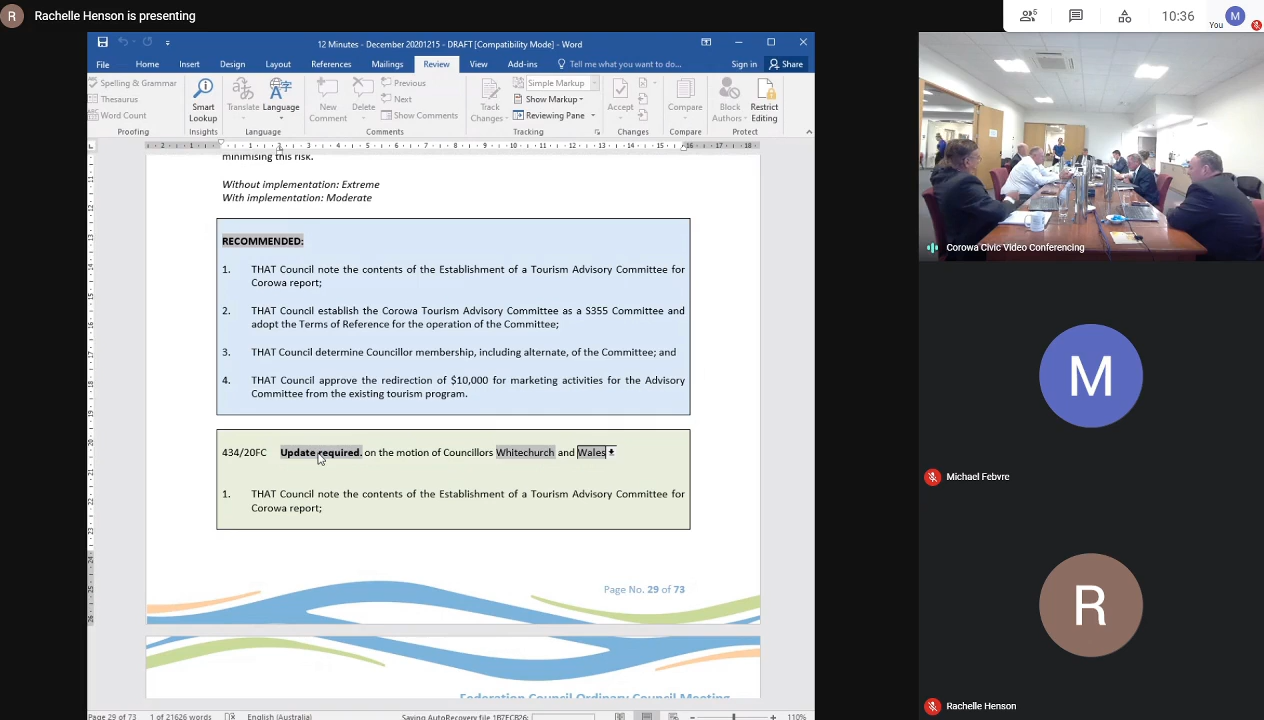 R Rachelle Henson is presenting
5
10:36
You
M
12 Minutes - December 20201215 - DRAFT [Compatibility Mode] - Word
File Home Insert Design Layout References Mailings Review View Add-ins Tell me what you want to do... Sign in Share
Spelling & Grammar
Thesaurus
Word Count
Proofing
Smart Lookup
Insights
Translate
Language
Language
New Comment
Delete
Previous
Next
Show Comments
Comments
Track Changes
Simple Markup
Show Markup
Reviewing Pane
Tracking
Accept
Changes
Compare
Compare
Block Authors
Restrict Editing
Protect
minimising this risk.
Without implementation: Extreme
With implementation: Moderate
RECOMMENDED:
1. THAT Council note the contents of the Establishment of a Tourism Advisory Committee for
Corowa report;
2. THAT Council establish the Corowa Tourism Advisory Committee as a S355 Committee and
adopt the Terms of Reference for the operation of the Committee;
3. THAT Council determine Councillor membership, including alternate, of the Committee; and
4. THAT Council approve the redirection of $10,000 for marketing activities for the Advisory
Committee from the existing tourism program.
434/20FC Update required. on the motion of Councillors Whitechurch and Wales
1. THAT Council note the contents of the Establishment of a Tourism Advisory Committee for
Corowa report;
Page No. 29 of 73
Federation Council Ordinary Council Meeting
Page 29 of 73 1 of 21626 words English (Australia) Saving AutoRecovery file 1B7ECB26: 110%
Corowa Civic Video Conferencing
M
Michael Febvre
R
Rachelle Henson